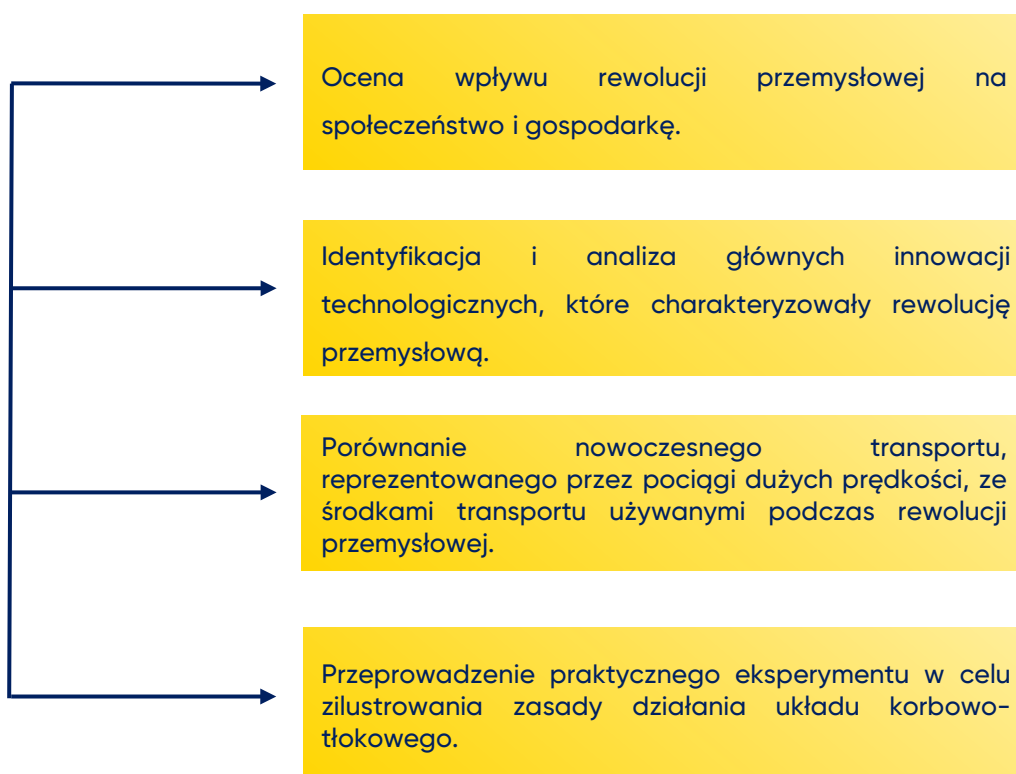 Ocena wpływu rewolucji przemysłowej na
społeczeństwo i gospodarkę.
Identyfikacja i analiza głównych innowacji
technologicznych, które charakteryzowały rewolucję
przemysłową.
Porównanie nowoczesnego transportu,
reprezentowanego przez pociągi dużych prędkości, ze
środkami transportu używanymi podczas rewolucji
przemysłowej.
Przeprowadzenie praktycznego eksperymentu w celu
zilustrowania zasady działania układu korbowo-
tłokowego.